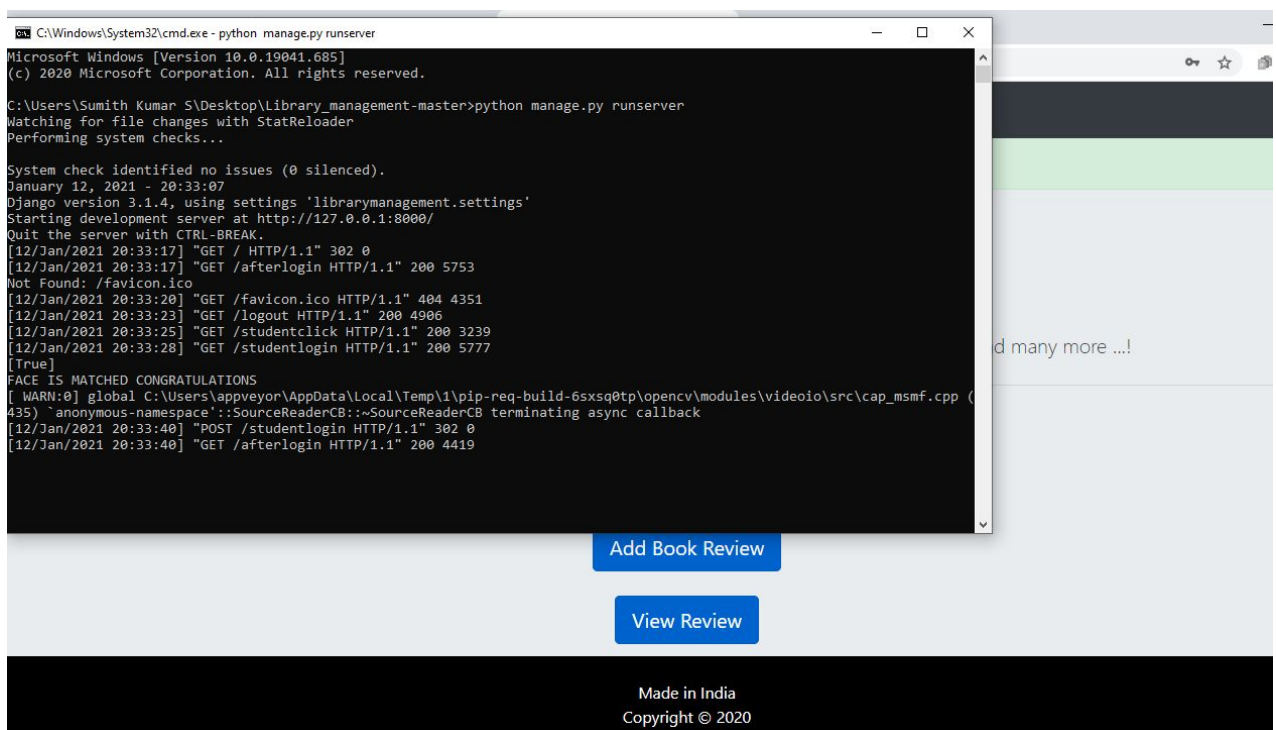 C:\Windows\System32\cmd.exe - python  manage.py runserver
Microsoft Windows [Version 10.0.19041.685]
(c) 2020 Microsoft Corporation. All rights reserved.
C:\Users\Sumith Kumar S\Desktop\Library_management-master>python manage.py runserver
Watching for file changes with StatReloader
Performing system checks...
System check identified no issues (0 silenced).
January 12, 2021 - 20:33:07
Django version 3.1.4, using settings 'librarymanagement.settings'
Starting development server at http://127.0.0.1:8000/
Quit the server with CTRL-BREAK.
[12/Jan/2021 20:33:17] "GET / HTTP/1.1" 302 0
[12/Jan/2021 20:33:17] "GET /afterlogin HTTP/1.1" 200 5753
Not Found: /favicon.ico
[12/Jan/2021 20:33:20] "GET /favicon.ico HTTP/1.1" 404 4351
[12/Jan/2021 20:33:23] "GET /logout HTTP/1.1" 200 4906
[12/Jan/2021 20:33:25] "GET /studentclick HTTP/1.1" 200 3239
[12/Jan/2021 20:33:28] "GET /studentlogin HTTP/1.1" 200 5777
[True]
FACE IS MATCHED CONGRATULATIONS
[ WARN:0] global C:\Users\appveyor\AppData\Local\Temp\1\pip-req-build-6sxsq0tp\opencv\modules\videoio\src\cap_msmf.cpp (
435) `anonymous-namespace'::SourceReaderCB::~SourceReaderCB terminating async callback
[12/Jan/2021 20:33:40] "POST /studentlogin HTTP/1.1" 302 0
[12/Jan/2021 20:33:40] "GET /afterlogin HTTP/1.1" 200 4419
d many more ...!
Add Book Review
View Review
Made in India
Copyright © 2020